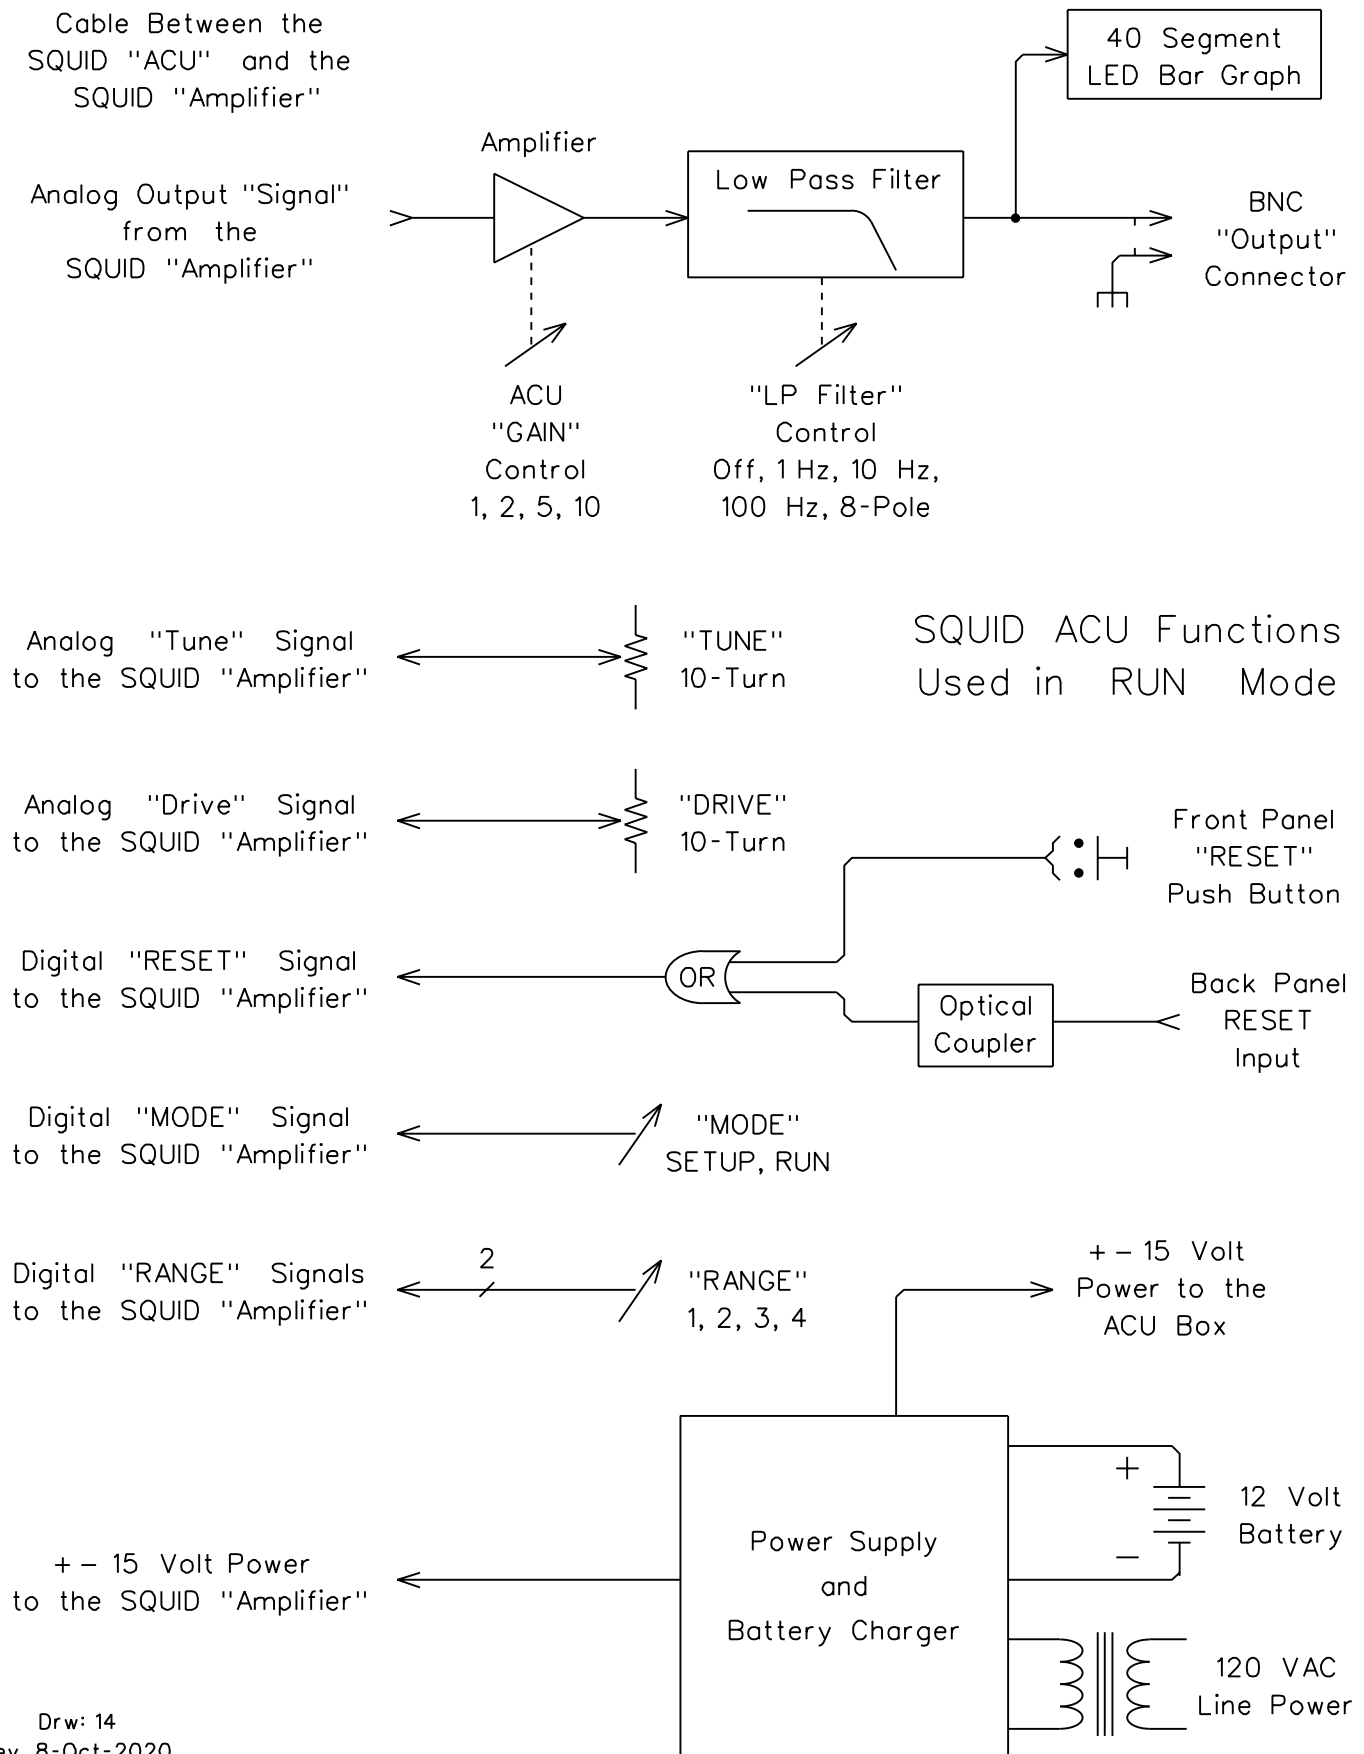 Cable Between the
SQUID "ACU" and the
SQUID "Amplifier"
40 Segment
LED Bar Graph
Amplifier
Analog Output "Signal"
from the
SQUID "Amplifier"
Low Pass Filter
BNC
"Output"
Connector
ACU
"GAIN"
Control
1, 2, 5, 10
"LP Filter"
Control
Off, 1 Hz, 10 Hz,
100 Hz, 8-Pole
Analog "Tune" Signal
to the SQUID "Amplifier"
"TUNE"
10-Turn
SQUID ACU Functions
Used in RUN Mode
Analog "Drive" Signal
to the SQUID "Amplifier"
"DRIVE"
10-Turn
Front Panel
"RESET"
Push Button
Digital "RESET" Signal
to the SQUID "Amplifier"
OR
Optical
Coupler
Back Panel
RESET
Input
Digital "MODE" Signal
to the SQUID "Amplifier"
"MODE"
SETUP, RUN
Digital "RANGE" Signals
to the SQUID "Amplifier"
2
"RANGE"
1, 2, 3, 4
+ - 15 Volt
Power to the
ACU Box
+
-
12 Volt
Battery
Power Supply
and
Battery Charger
+ - 15 Volt Power
to the SQUID "Amplifier"
120 VAC
Line Power
Drw: 14
8-Oct-2020